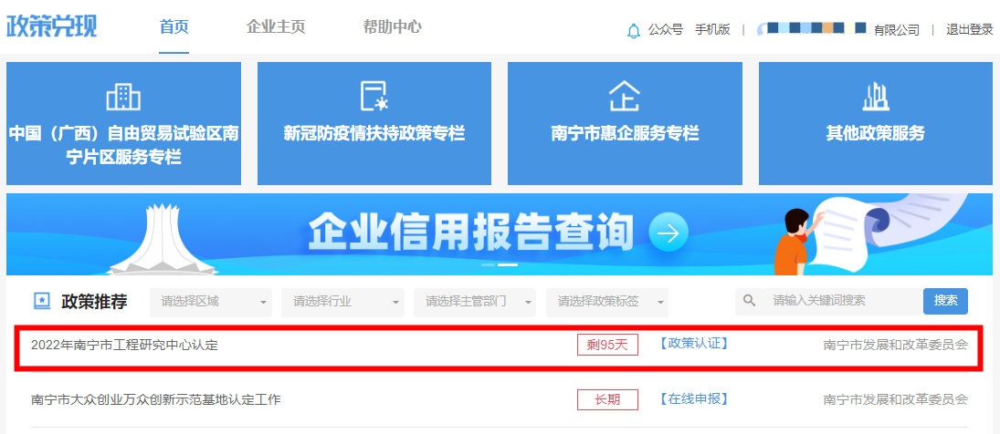 政策兑现
首页
企业主页
帮助中心
公众号
手机版
有限公司
退出登录
中国（广西）自由贸易试验区南
宁片区服务专栏
新冠防疫情扶持政策专栏
南宁市惠企服务专栏
其他政策服务
企业信用报告查询
政策推荐
请选择区域
请选择行业
请选择主管部门
请选择政策标签
请输入关键词搜索
搜索
2022年南宁市工程研究中心认定
剩95天
【政策认证】
南宁市发展和改革委员会
南宁市大众创业万众创新示范基地认定工作
长期
【在线申报】
南宁市发展和改革委员会